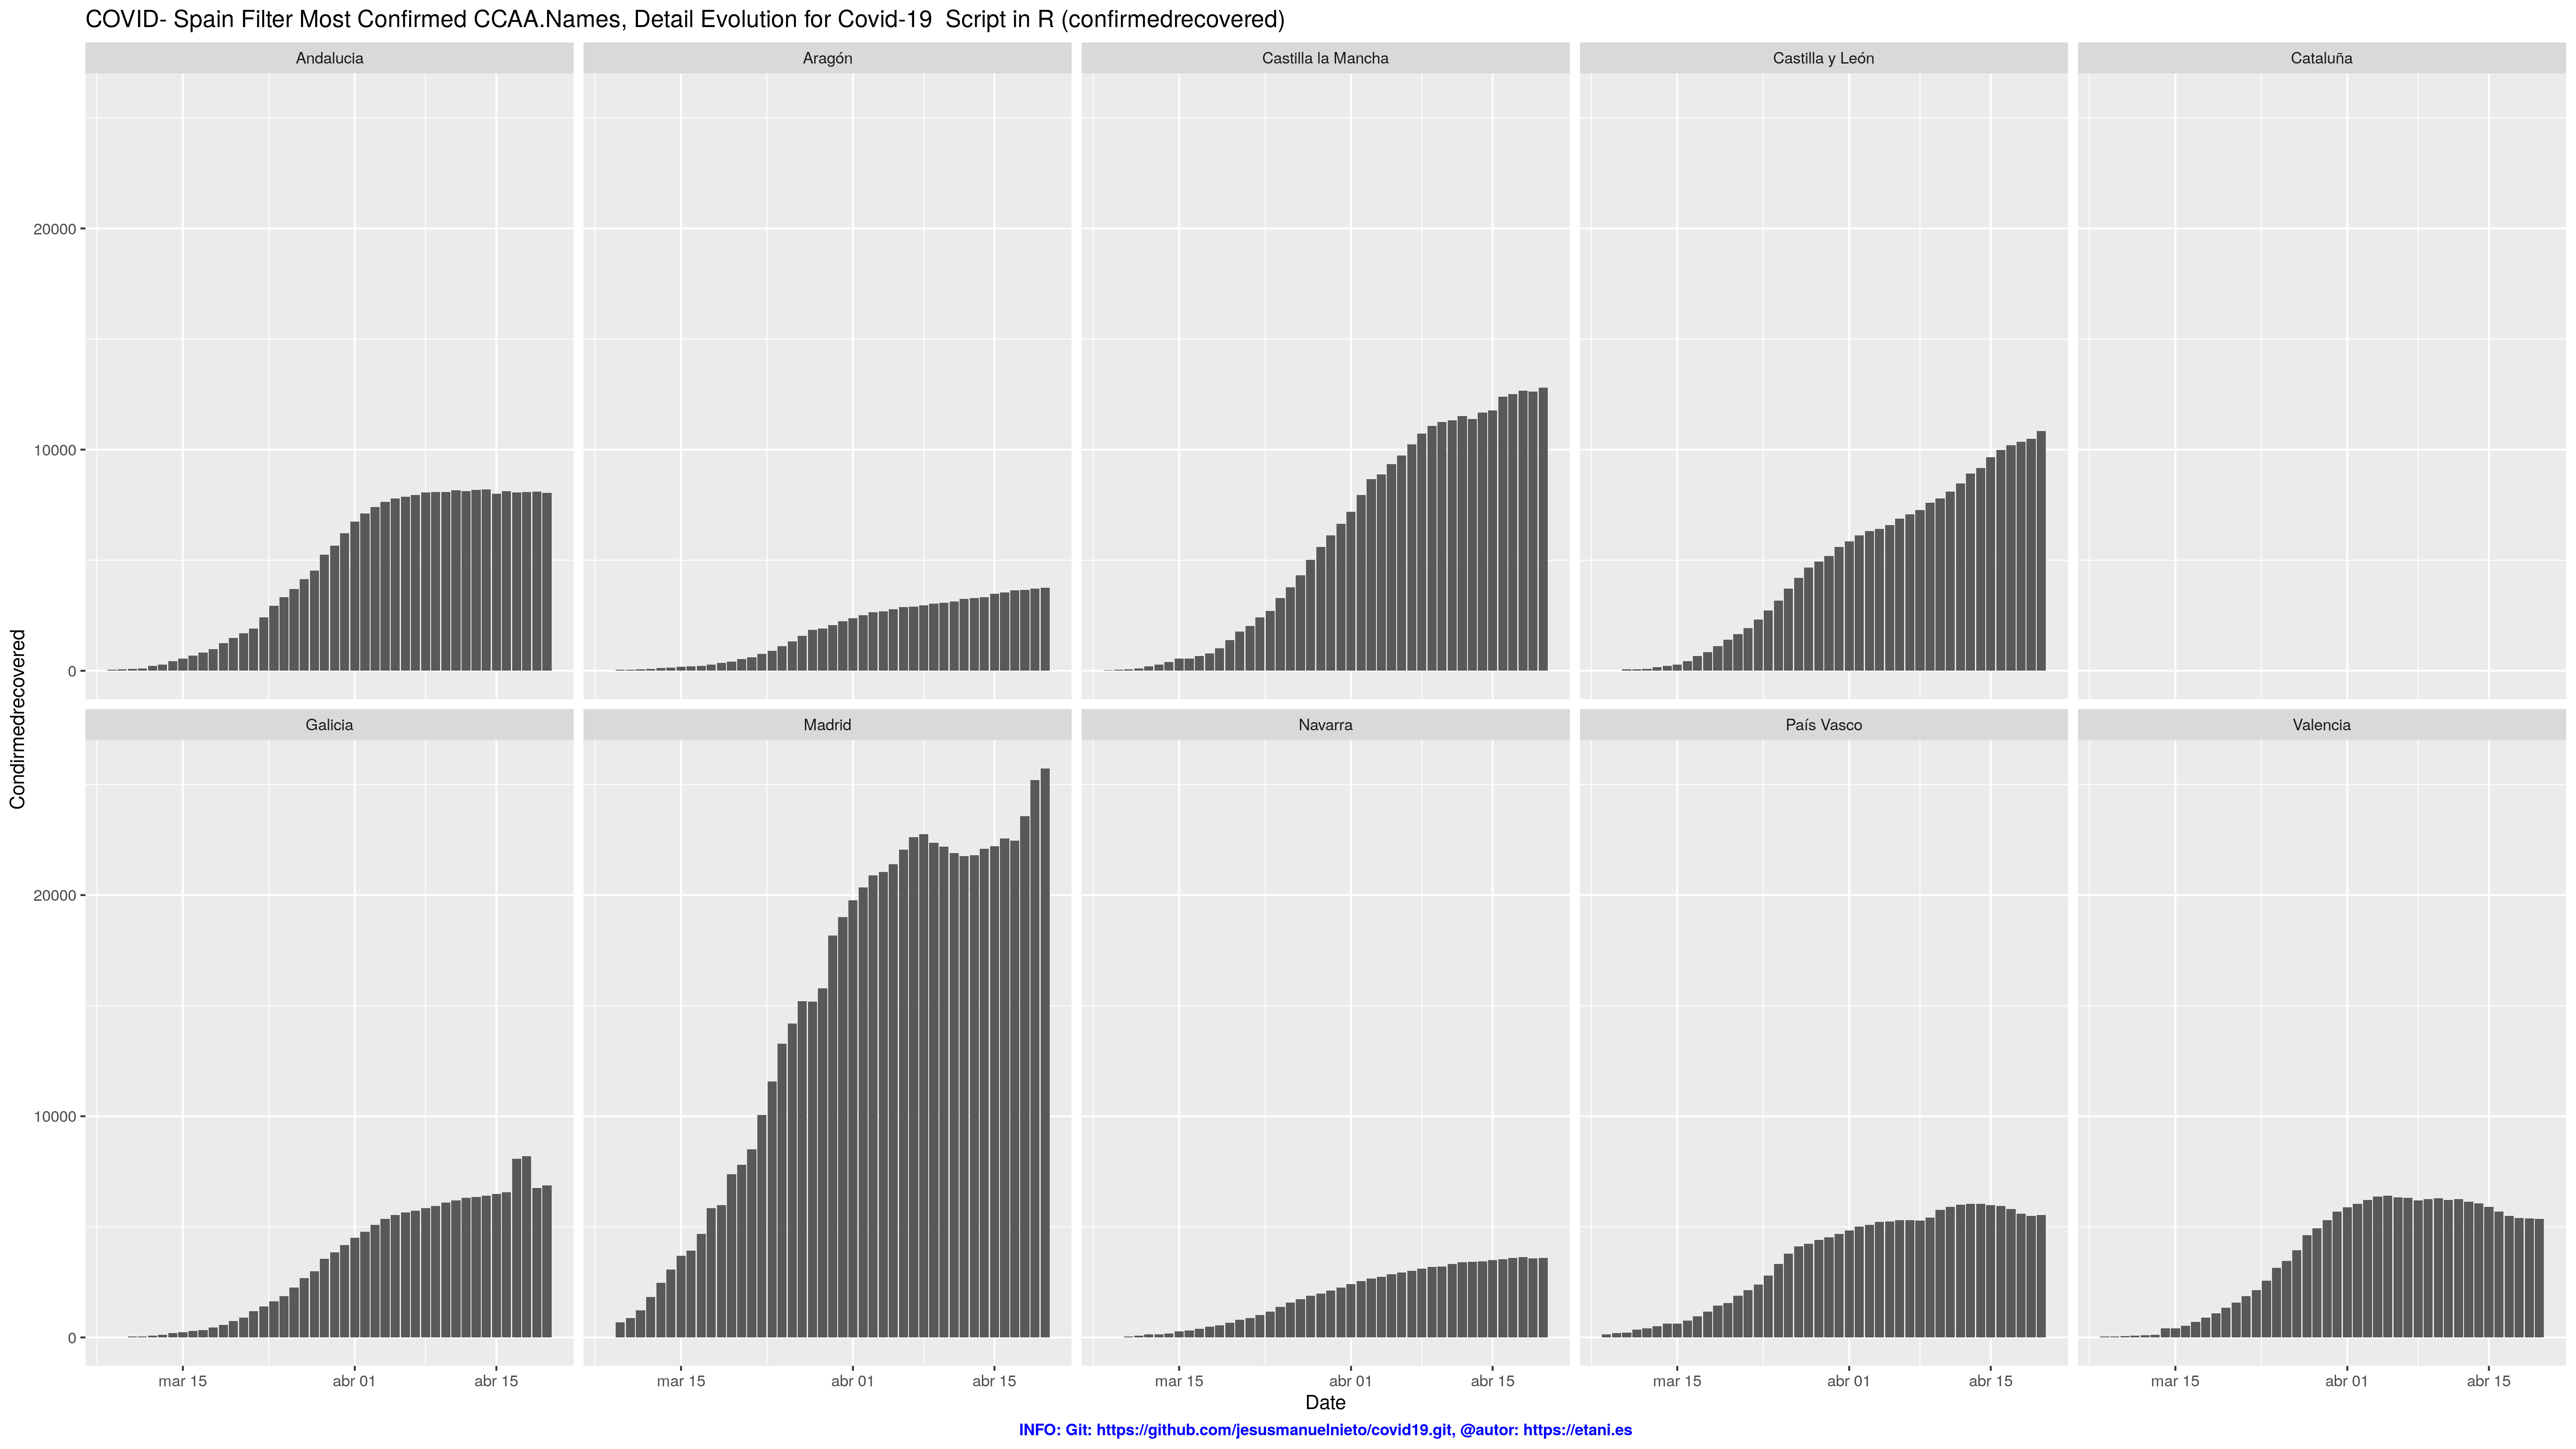 COVID- Spain Filter Most Confirmed CCAA.Names, Detail Evolution for Covid-19  Script in R (confirmedrecovered)
Andalucia
Aragón
Castilla la Mancha
Castilla y León
Cataluña
20000
10000
0
Condirmedrecovered
Galicia
Madrid
Navarra
País Vasco
Valencia
20000
10000
0
mar 15 abr 01 abr 15
mar 15 abr 01 abr 15
mar 15 abr 01 abr 15
mar 15 abr 01 abr 15
mar 15 abr 01 abr 15
Date
INFO: Git: https://github.com/jesusmanuelnieto/covid19.git, @autor: https://etani.es